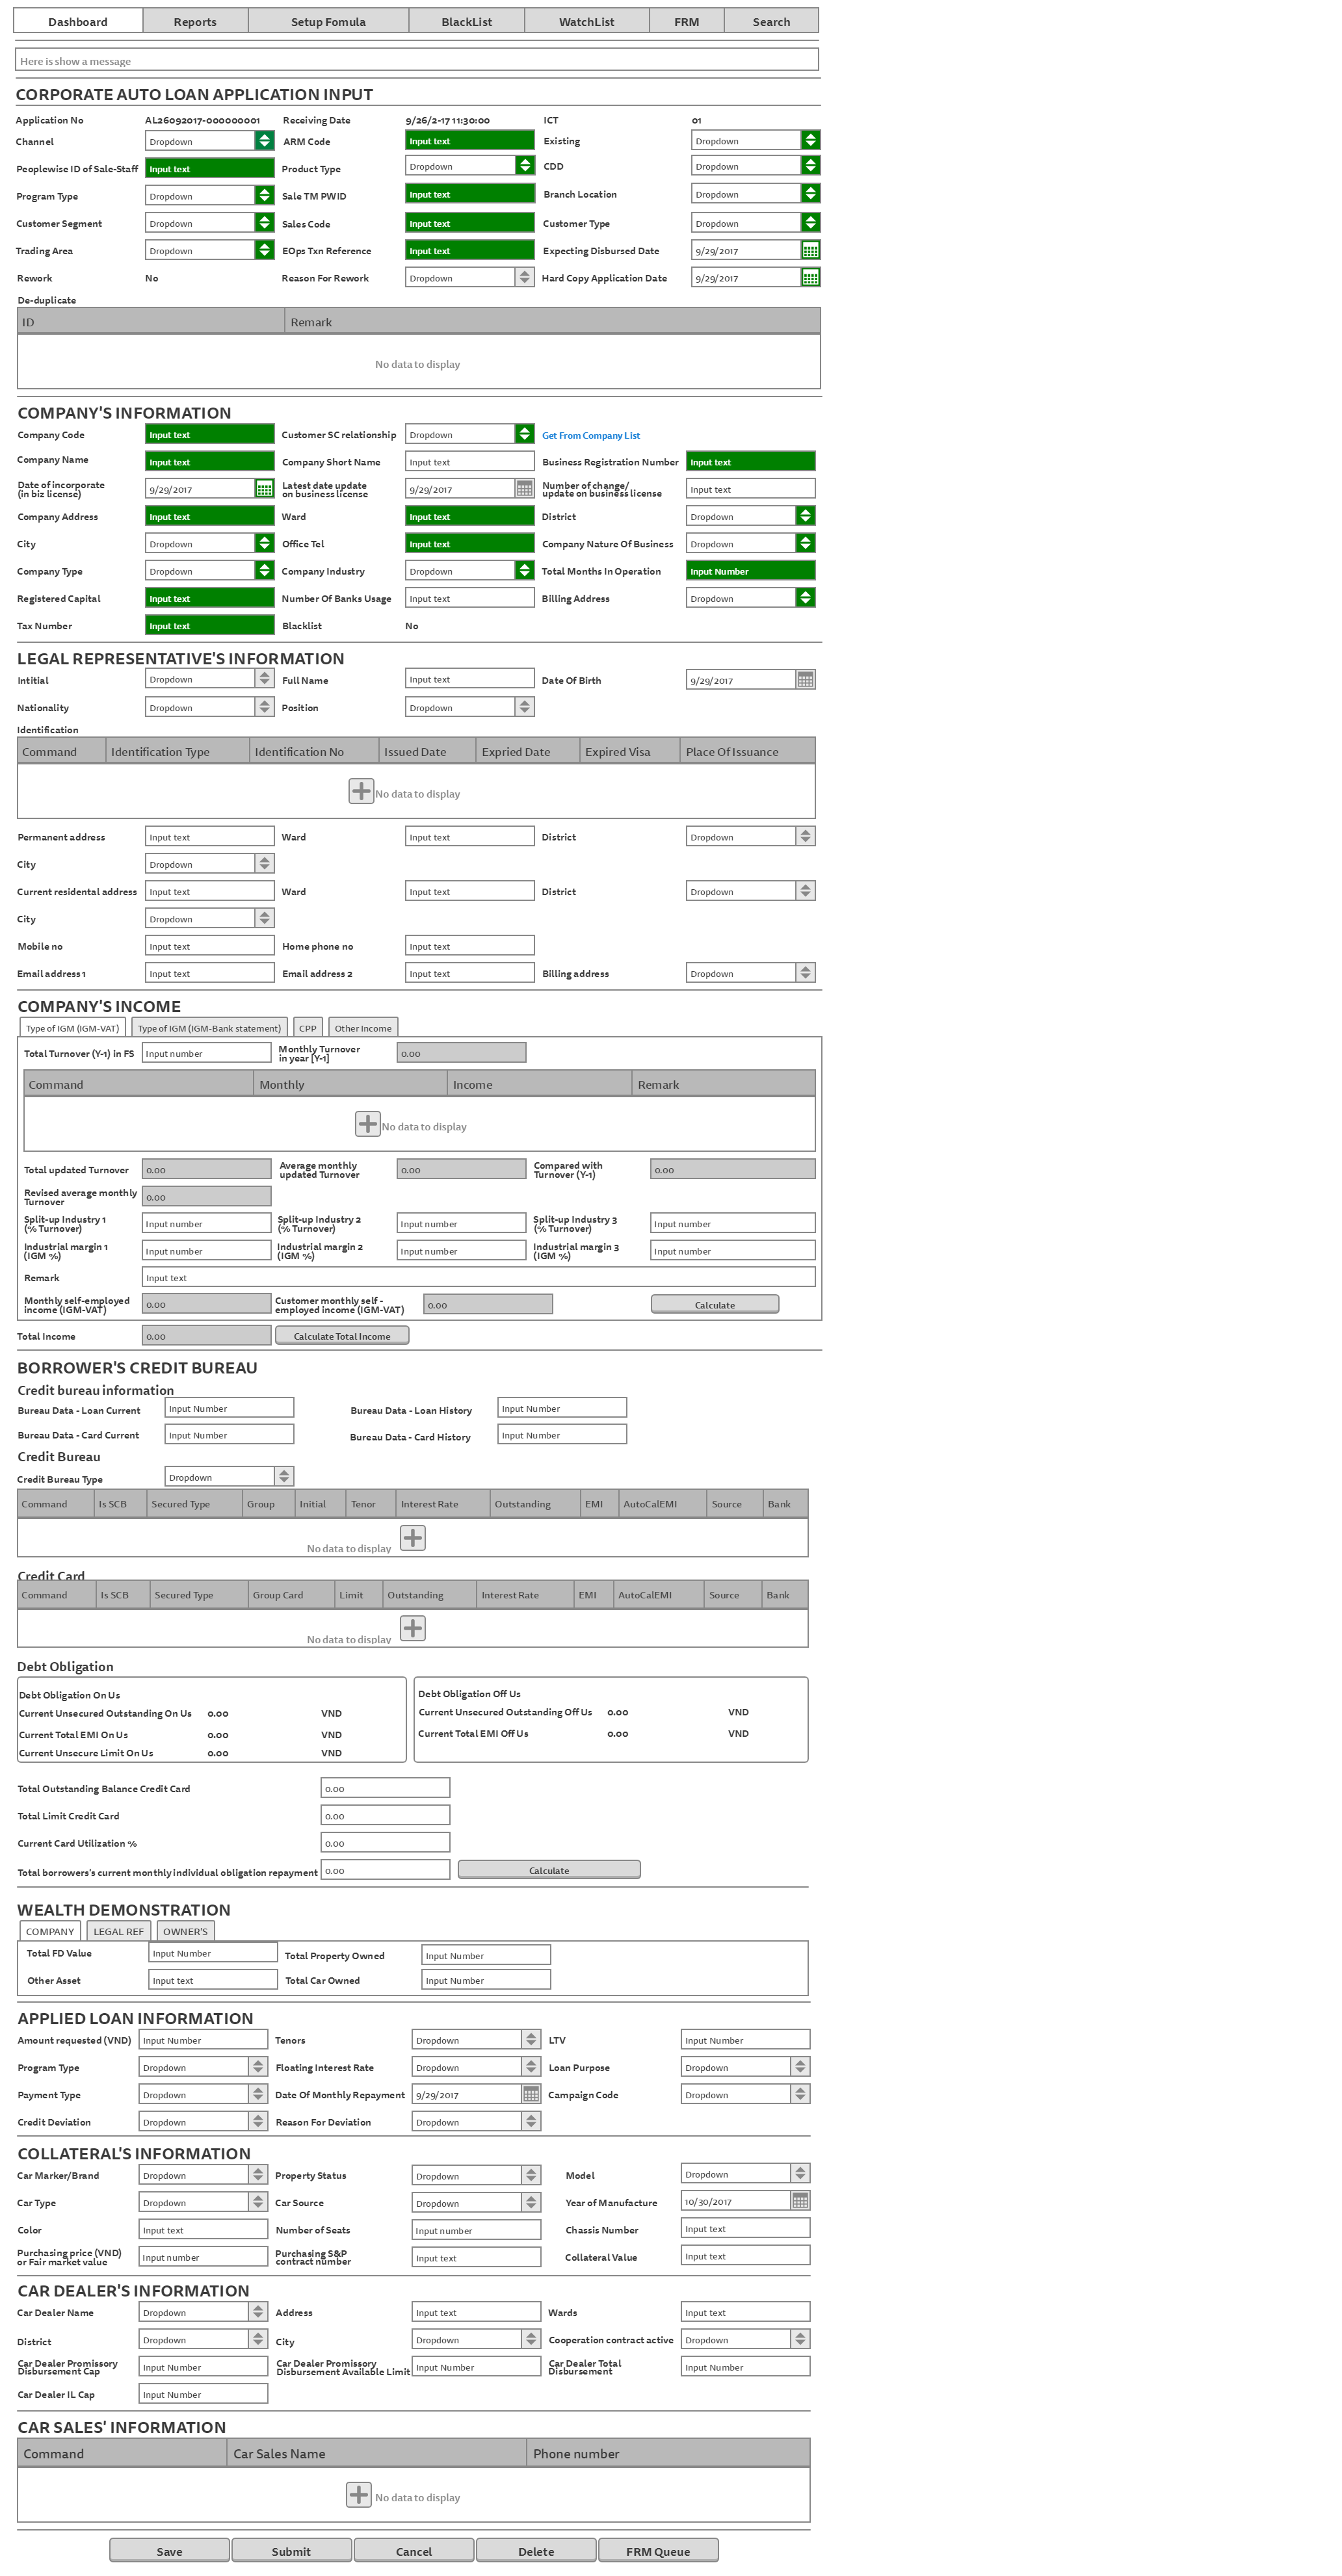 Dashboard Reports Setup Fomula BlackList WatchList FRM Search
Here is show a message
CORPORATE AUTO LOAN APPLICATION INPUT
Application No AL26092017-000000001 Receiving Date 9/26/2-17 11:30:00 ICT 01
Channel Dropdown ARM Code Input text Existing Dropdown
Peoplewise ID of Sale-Staff Input text Product Type Dropdown CDD Dropdown
Program Type Dropdown Sale TM PWID Input text Branch Location Dropdown
Customer Segment Dropdown Sales Code Input text Customer Type Dropdown
Trading Area Dropdown EOps Txn Reference Input text Expecting Disbursed Date 9/29/2017
Rework No Reason For Rework Dropdown Hard Copy Application Date 9/29/2017
De-duplicate
ID Remark
No data to display
COMPANY'S INFORMATION
Company Code Input text Customer SC relationship Dropdown Get From Company List
Company Name Input text Company Short Name Input text Business Registration Number Input text
Date of incorporate (in biz license) 9/29/2017 Latest date update on business license 9/29/2017 Number of change/ update on business license Input text
Company Address Input text Ward Input text District Dropdown
City Dropdown Office Tel Input text Company Nature Of Business Dropdown
Company Type Dropdown Company Industry Dropdown Total Months In Operation Input Number
Registered Capital Input text Number Of Banks Usage Input text Billing Address Dropdown
Tax Number Input text Blacklist No
LEGAL REPRESENTATIVE'S INFORMATION
Intitial Dropdown Full Name Input text Date Of Birth 9/29/2017
Nationality Dropdown Position Dropdown
Identification
Command Identification Type Identification No Issued Date Expried Date Expired Visa Place Of Issuance
No data to display
Permanent address Input text Ward Input text District Dropdown
City Dropdown
Current residental address Input text Ward Input text District Dropdown
City Dropdown
Mobile no Input text Home phone no Input text
Email address 1 Input text Email address 2 Input text Billing address Dropdown
COMPANY'S INCOME
Type of IGM (IGM-VAT) Type of IGM (IGM-Bank statement) CPP Other Income
Total Turnover (Y-1) in FS Input number Monthly Turnover in year [Y-1] 0.00
Command Monthly Income Remark
No data to display
Total updated Turnover 0.00 Average monthly updated Turnover 0.00 Compared with Turnover (Y-1) 0.00
Revised average monthly Turnover 0.00
Split-up Industry 1 (% Turnover) Input number Split-up Industry 2 (% Turnover) Input number Split-up Industry 3 (% Turnover) Input number
Industrial margin 1 (IGM %) Input number Industrial margin 2 (IGM %) Input number Industrial margin 3 (IGM %) Input number
Remark Input text
Monthly self-employed income (IGM-VAT) 0.00 Customer monthly self - employed income (IGM-VAT) 0.00 Calculate
Total Income 0.00 Calculate Total Income
BORROWER'S CREDIT BUREAU
Credit bureau information
Bureau Data - Loan Current Input Number Bureau Data - Loan History Input Number
Bureau Data - Card Current Input Number Bureau Data - Card History Input Number
Credit Bureau
Credit Bureau Type Dropdown
Command Is SCB Secured Type Group Initial Tenor Interest Rate Outstanding EMI AutoCalEMI Source Bank
No data to display
Credit Card
Command Is SCB Secured Type Group Card Limit Outstanding Interest Rate EMI AutoCalEMI Source Bank
No data to display
Debt Obligation
Debt Obligation On Us Debt Obligation Off Us
Current Unsecured Outstanding On Us 0.00 VND Current Unsecured Outstanding Off Us 0.00 VND
Current Total EMI On Us 0.00 VND Current Total EMI Off Us 0.00 VND
Current Unsecure Limit On Us 0.00 VND
Total Outstanding Balance Credit Card 0.00
Total Limit Credit Card 0.00
Current Card Utilization % 0.00
Total borrowers's current monthly individual obligation repayment 0.00 Calculate
WEALTH DEMONSTRATION
COMPANY LEGAL REF OWNER'S
Total FD Value Input Number Total Property Owned Input Number
Other Asset Input text Total Car Owned Input Number
APPLIED LOAN INFORMATION
Amount requested (VND) Input Number Tenors Dropdown LTV Input Number
Program Type Dropdown Floating Interest Rate Dropdown Loan Purpose Dropdown
Payment Type Dropdown Date Of Monthly Repayment 9/29/2017 Campaign Code Dropdown
Credit Deviation Dropdown Reason For Deviation Dropdown
COLLATERAL'S INFORMATION
Car Marker/Brand Dropdown Property Status Dropdown Model Dropdown
Car Type Dropdown Car Source Dropdown Year of Manufacture 10/30/2017
Color Input text Number of Seats Input number Chassis Number Input text
Purchasing price (VND) or Fair market value Input number Purchasing S&P contract number Input text Collateral Value Input text
CAR DEALER'S INFORMATION
Car Dealer Name Dropdown Address Input text Wards Input text
District Dropdown City Dropdown Cooperation contract active Dropdown
Car Dealer Promissory Disbursement Cap Input Number Car Dealer Promissory Disbursement Available Limit Input Number Car Dealer Total Disbursement Input Number
Car Dealer IL Cap Input Number
CAR SALES' INFORMATION
Command Car Sales Name Phone number
No data to display
Save Submit Cancel Delete FRM Queue